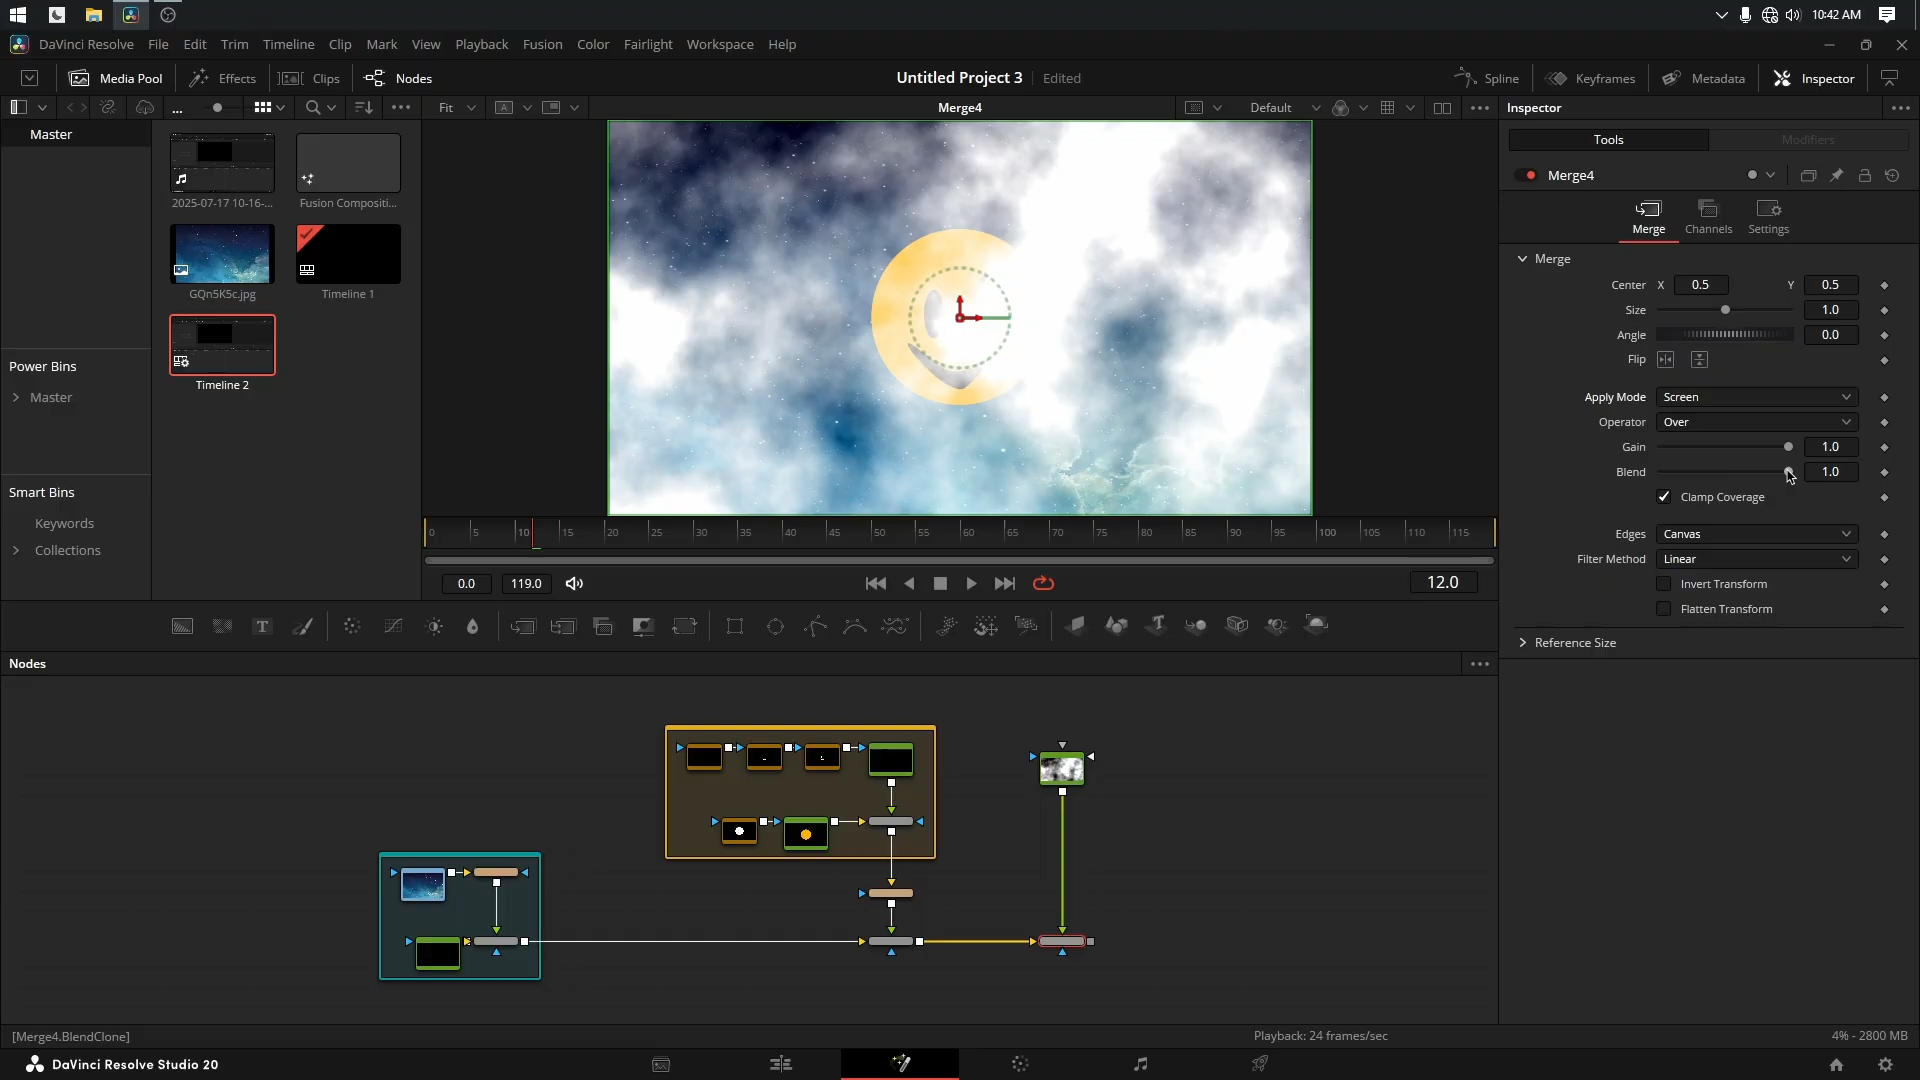 10:42 AM
DaVinci Resolve File Edit Trim Timeline Clip Mark View Playback Fusion Color Fairlight Workspace Help
Media Pool Effects Clips Nodes Untitled Project 3 Edited Spline Keyframes Metadata Inspector
... Fit Merge4 Default Inspector
Master
2025-07-17 10-16-...
Fusion Compositi...
GQn5K5c.jpg
Timeline 1
Timeline 2
Power Bins
Master
Smart Bins
Keywords
Collections
0 5 10 15 20 25 30 35 40 45 50 55 60 65 70 75 80 85 90 95 100 105 110 115
0.0 119.0 12.0
Tools Modifiers
Merge4
Merge Channels Settings
Merge
Center X 0.5 Y 0.5
Size 1.0
Angle 0.0
Flip
Apply Mode Screen
Operator Over
Gain 1.0
Blend 1.0
Clamp Coverage
Edges Canvas
Filter Method Linear
Invert Transform
Flatten Transform
Reference Size
T
Nodes
[Merge4.BlendClone] Playback: 24 frames/sec 4% - 2800 MB
DaVinci Resolve Studio 20